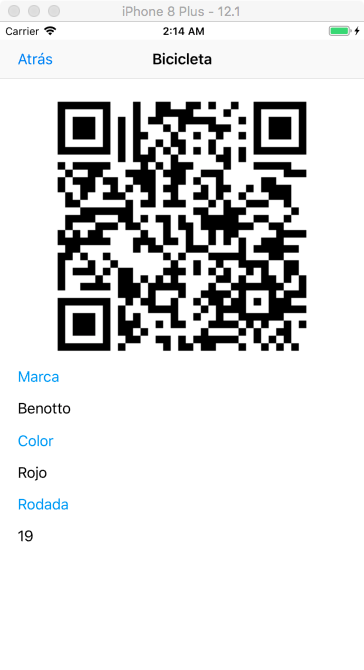 iPhone 8 Plus - 12.1
Carrier 2:14 AM
Atrás Bicicleta
Marca
Benotto
Color
Rojo
Rodada
19